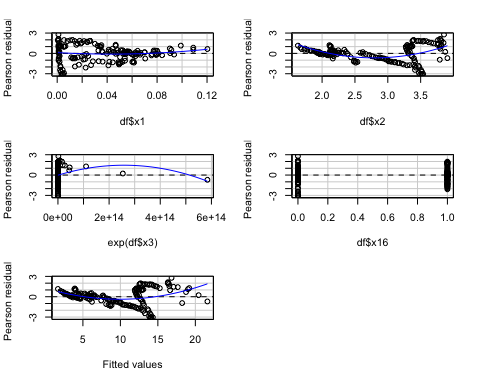 Pearson residual
3
0
-3
0.00 0.04 0.08 0.12
df$x1
Pearson residual
3
0
-3
2.0 2.5 3.0 3.5
df$x2
Pearson residual
3
0
-3
0e+00 2e+14 4e+14 6e+14
exp(df$x3)
Pearson residual
3
0
-3
0.0 0.2 0.4 0.6 0.8 1.0
df$x16
Pearson residual
3
0
-3
5 10 15 20
Fitted values